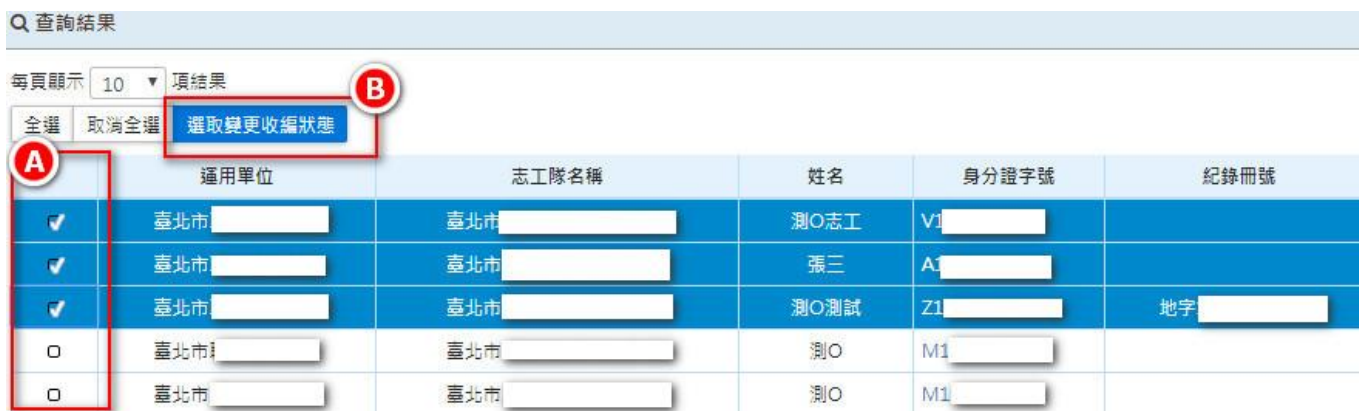 查詢結果
每頁顯示 10 項結果
B
全選 取消全選 選取變更收編狀態
A
運用單位 志工隊名稱 姓名 身分證字號 紀錄冊號
臺北市 臺北市 測O志工 V1
臺北市 臺北市 張三 A1
臺北市 臺北市 測O測試 Z1 地字
臺北市 臺北市 測O M1
臺北市 臺北市 測O M1